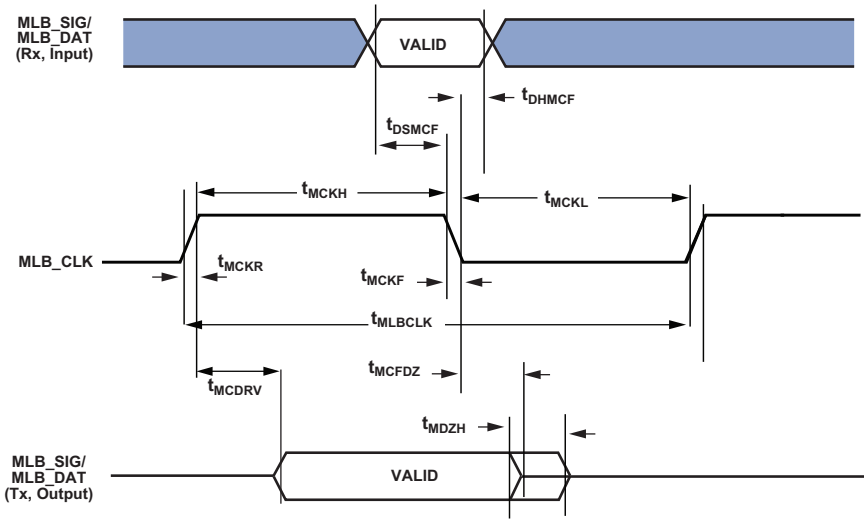 MLB_SIG/
MLB_DAT
(Rx, Input)
VALID
tDHMCF
tDSMCF
tMCKH
tMCKL
MLB_CLK
tMCKR
tMCKF
tMLBCLK
tMCFDZ
tMCDRV
tMDZH
MLB_SIG/
MLB_DAT
(Tx, Output)
VALID